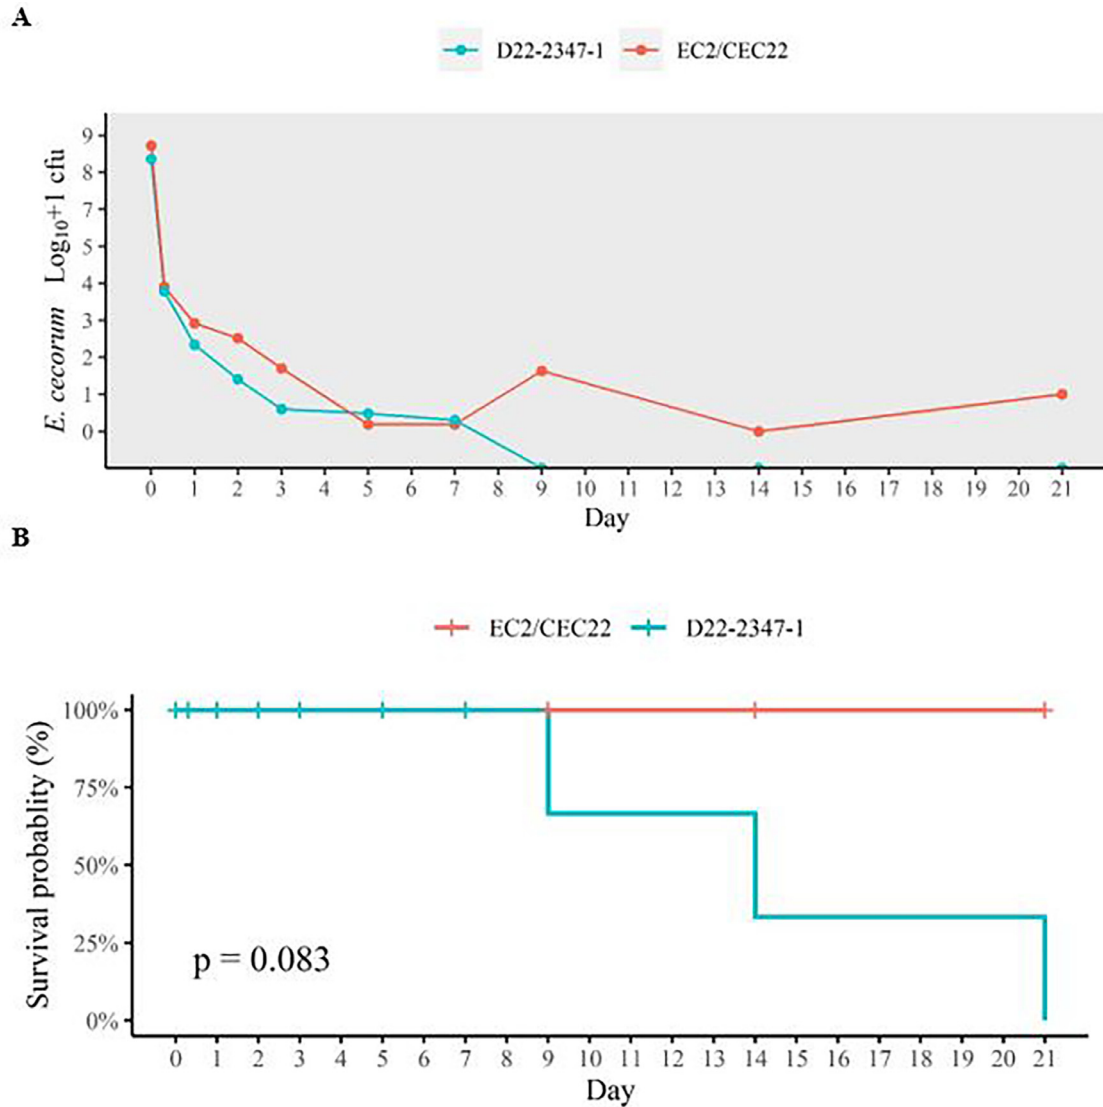 A
D22-2347-1 EC2/CEC22
E. cecorum Log₁₀+1 cfu
9
8
7
5
4
3
2
1
0
0 1 2 3 4 5 6 7 8 9 10 11 12 13 14 15 16 17 18 19 20 21
Day
B
EC2/CEC22 D22-2347-1
Survival probablity (%)
100%
75%
50%
25%
0%
p = 0.083
0 1 2 3 4 5 6 7 8 9 10 11 12 13 14 15 16 17 18 19 20 21
Day